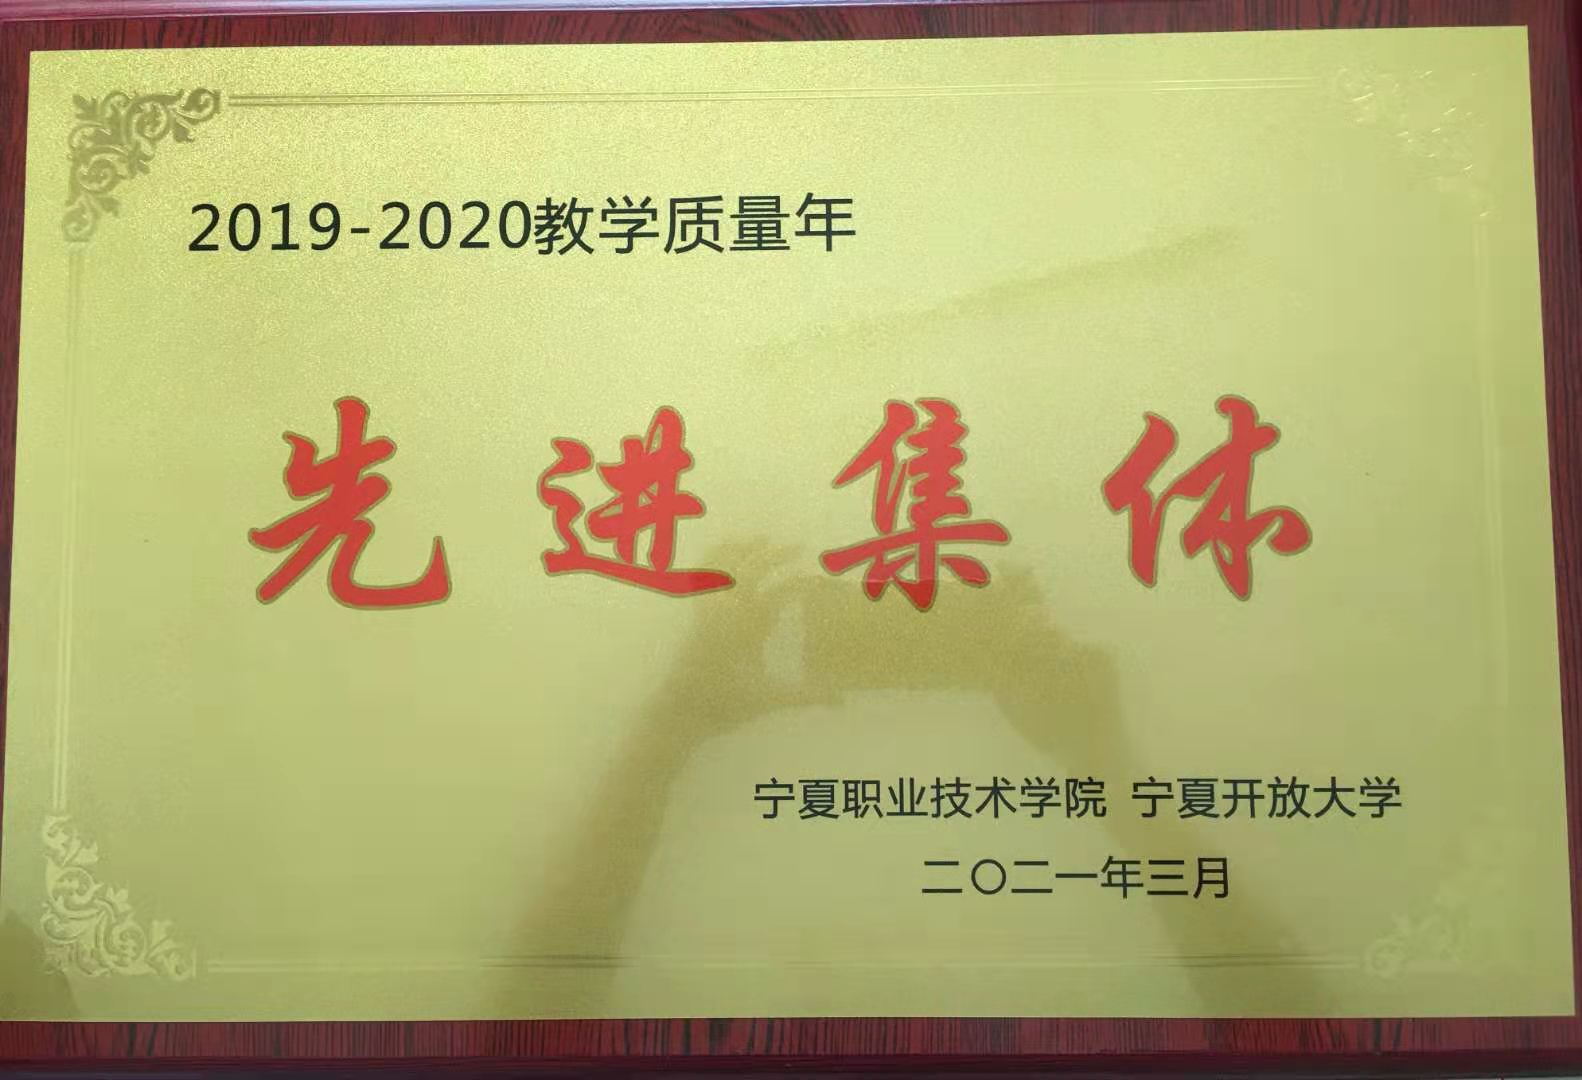 2019-2020教学质量年
先进集体
宁夏职业技术学院 宁夏开放大学
二〇二一年三月